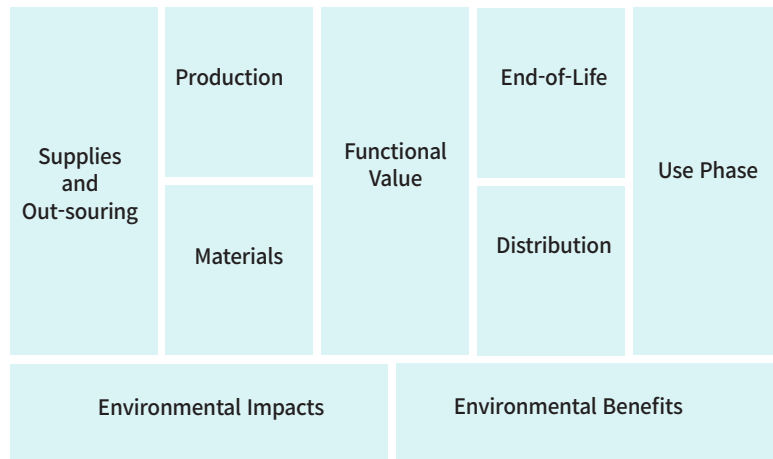 Supplies
and
Out-souring
Production
Materials
Functional
Value
End-of-Life
Distribution
Use Phase
Environmental Impacts
Environmental Benefits